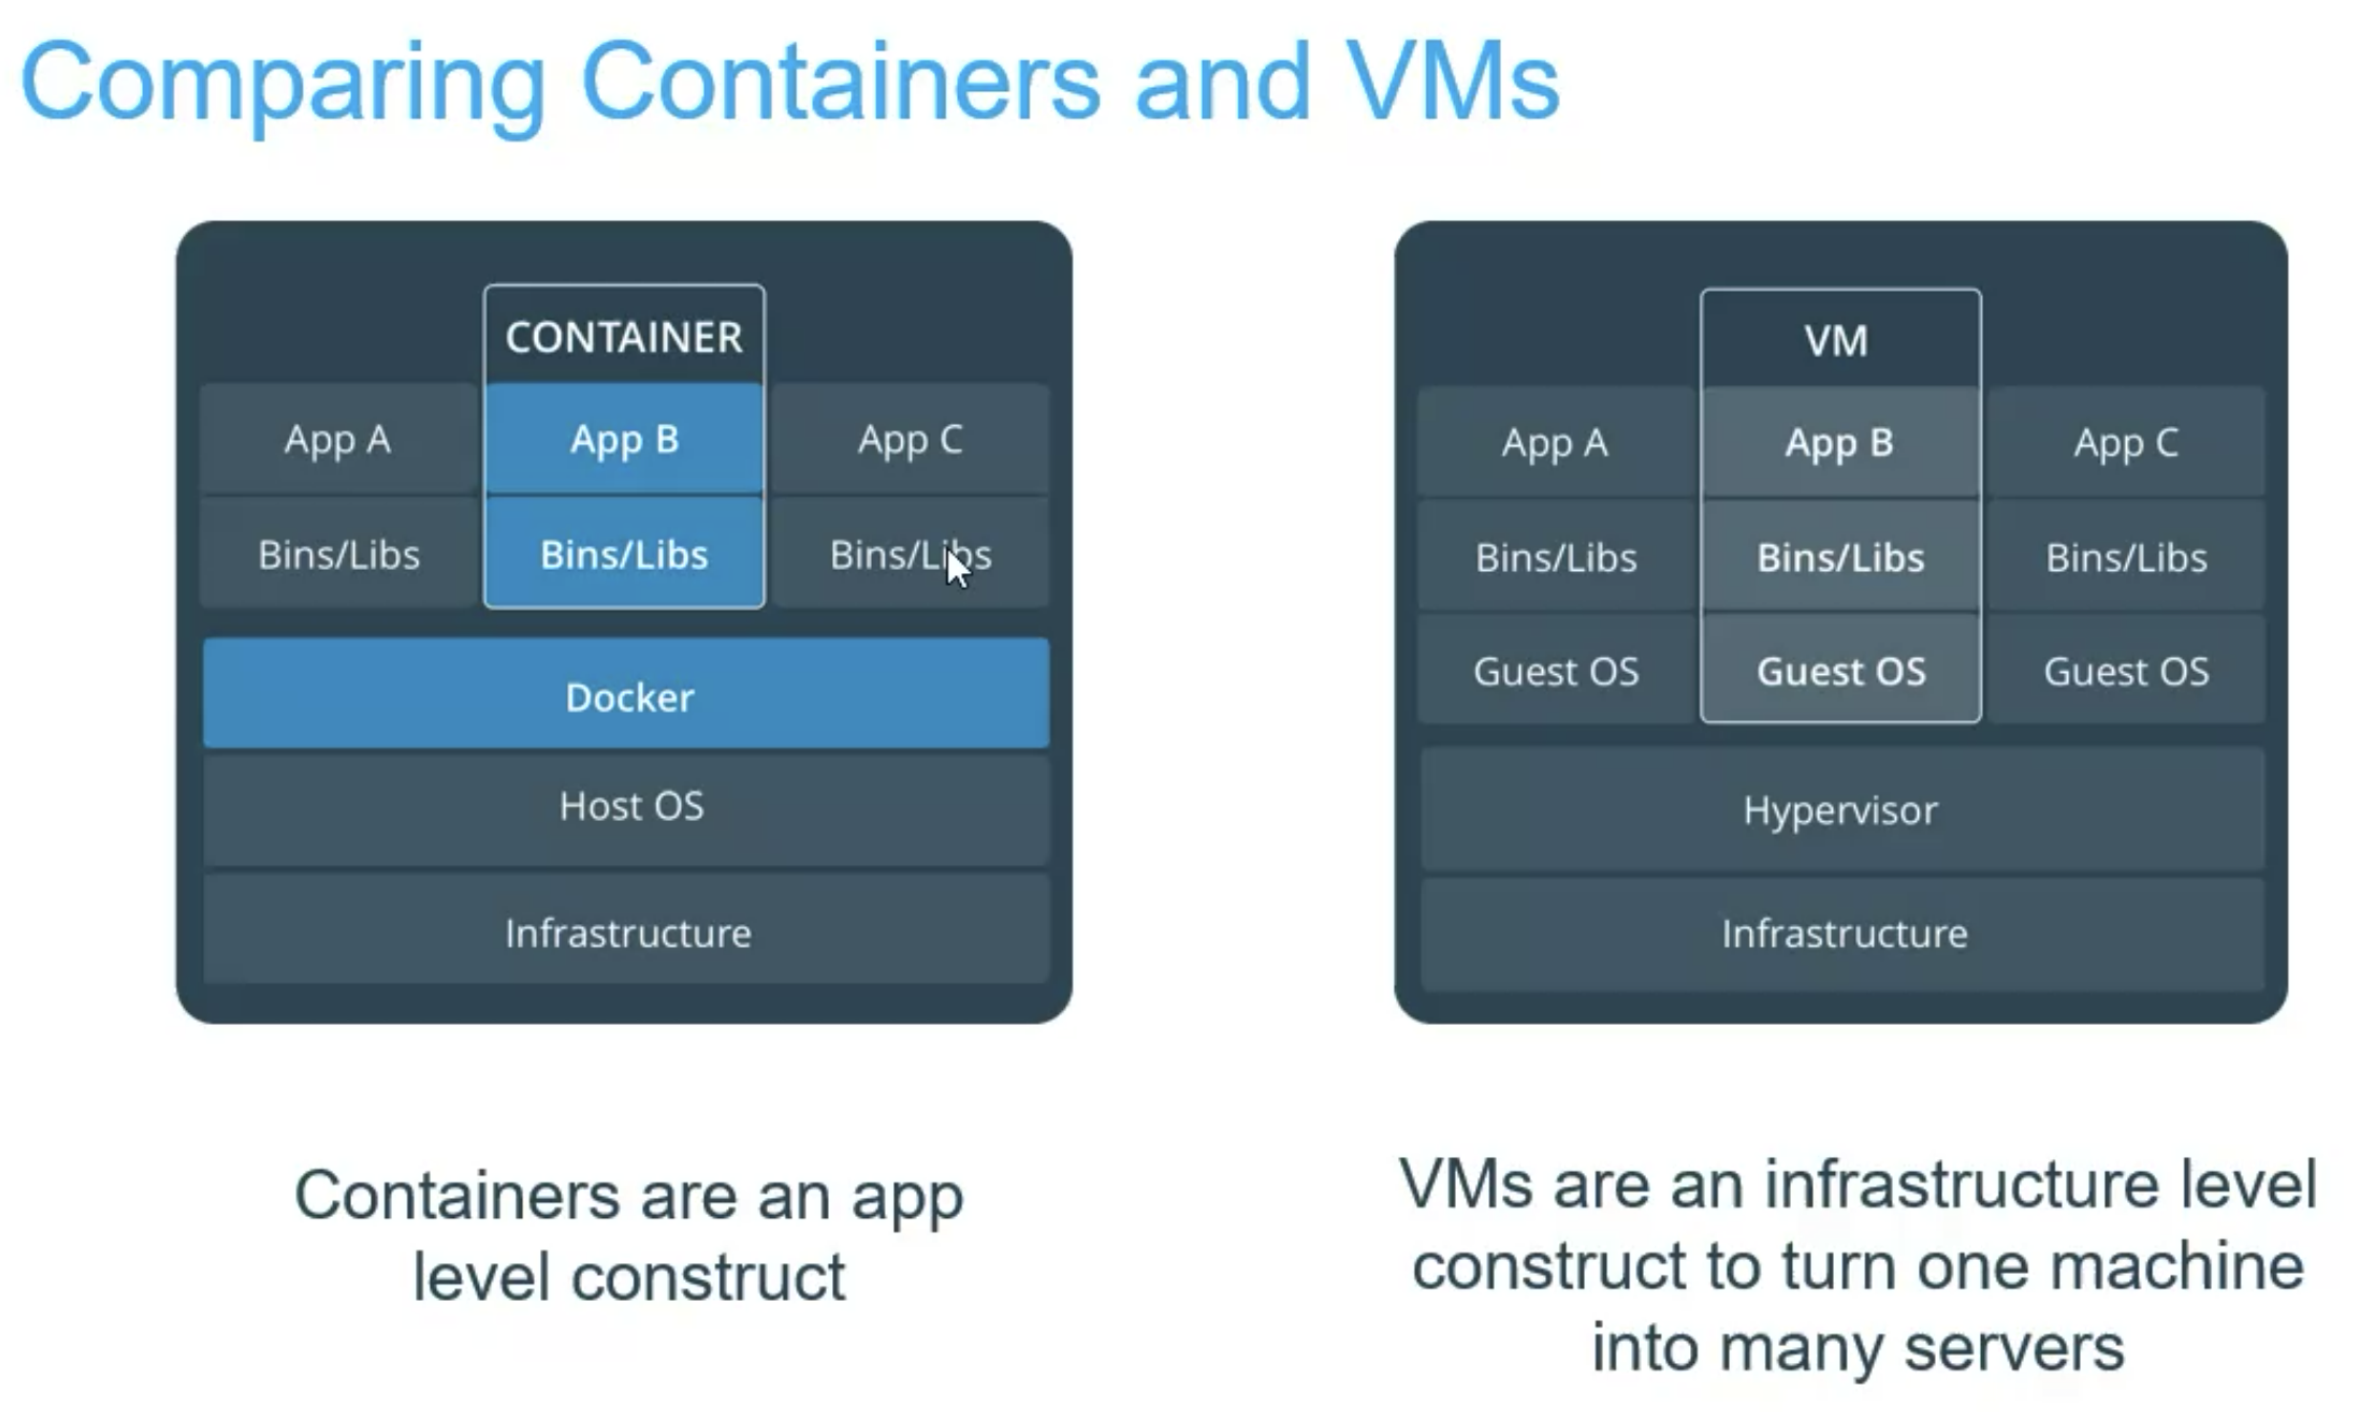 Comparing Containers and VMs
CONTAINER
App A App B App C
Bins/Libs Bins/Libs Bins/Libs
Docker
Host OS
Infrastructure
Containers are an app
level construct
VM
App A App B App C
Bins/Libs Bins/Libs Bins/Libs
Guest OS Guest OS Guest OS
Hypervisor
Infrastructure
VMs are an infrastructure level
construct to turn one machine
into many servers